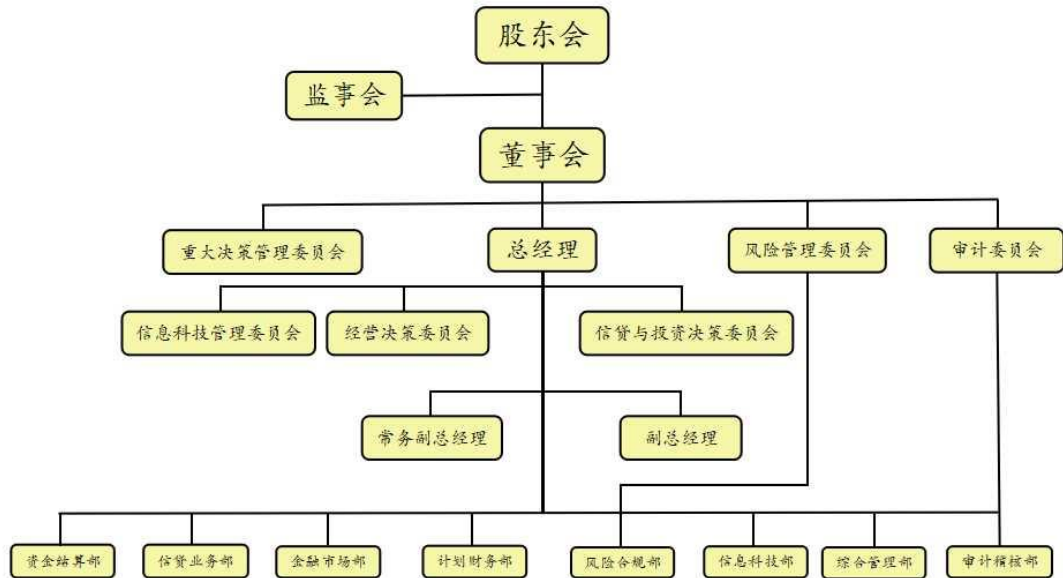 股东会
监事会
董事会
重大决策管理委员会
总经理
风险管理委员会
审计委员会
信息科技管理委员会
经营决策委员会
信贷与投资决策委员会
常务副总经理
副总经理
资金结算部
信贷业务部
金融市场部
计划财务部
风险合规部
信息科技部
综合管理部
审计稽核部